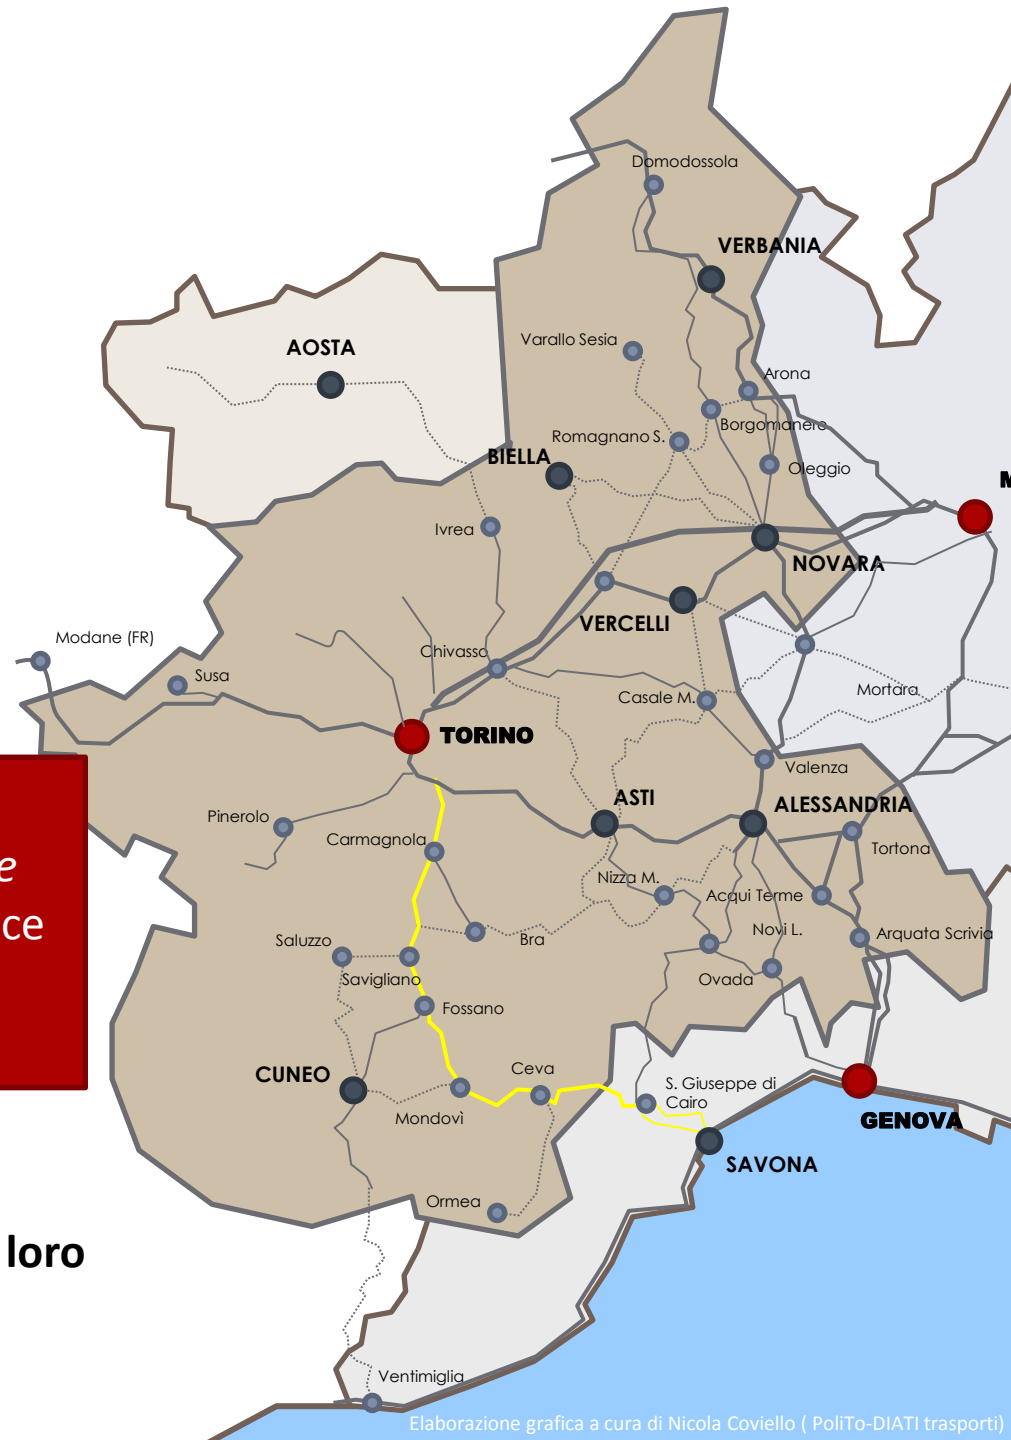 Domodossola
VERBANIA
Varallo Sesia
AOSTA
Arona
Borgomanero
Romagnano S.
BIELLA
Oleggio
M
Ivrea
NOVARA
VERCELLI
Modane (FR)
Chivasso
Susa
Casale M.
Mortara
TORINO
Valenza
ASTI
ALESSANDRIA
Pinerolo
Carmagnola
Tortona
e
Nizza M.
Acqui Terme
ce
Novi L.
Arquata Scrivia
Saluzzo
Bra
Savigliano
Ovada
Fossano
CUNEO
Ceva
S. Giuseppe di
Cairo
Mondovì
GENOVA
SAVONA
Ormea
loro
Ventimiglia
Elaborazione grafica a cura di Nicola Coviello ( PoliTo-DIATI trasporti)